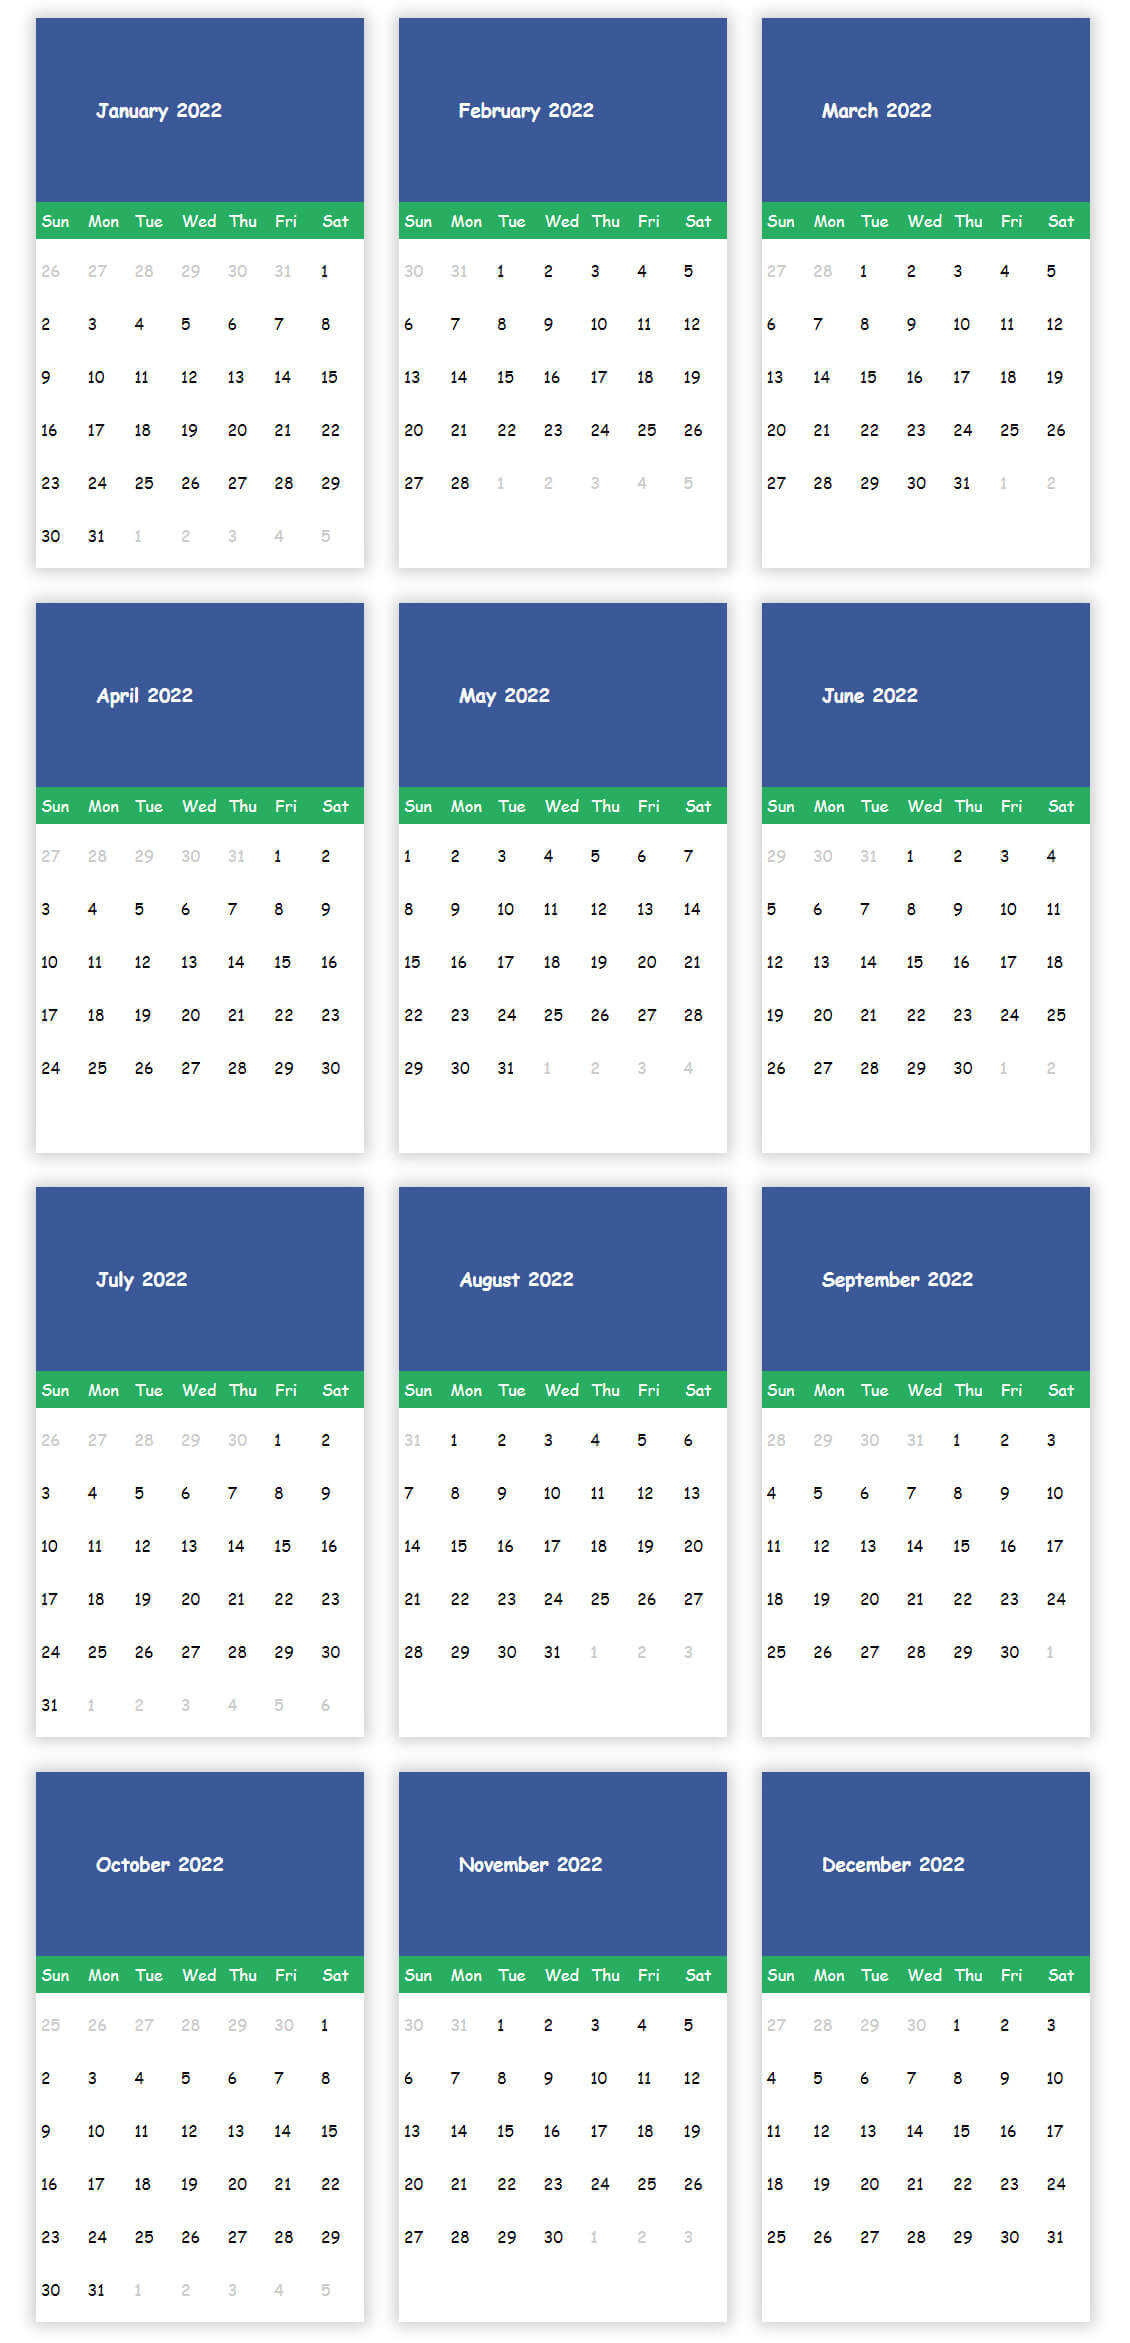 January 2022
Sun Mon Tue Wed Thu Fri Sat
26 27 28 29 30 31 1
2 3 4 5 6 7 8
9 10 11 12 13 14 15
16 17 18 19 20 21 22
23 24 25 26 27 28 29
30 31 1 2 3 4 5
February 2022
Sun Mon Tue Wed Thu Fri Sat
30 31 1 2 3 4 5
6 7 8 9 10 11 12
13 14 15 16 17 18 19
20 21 22 23 24 25 26
27 28 1 2 3 4 5
March 2022
Sun Mon Tue Wed Thu Fri Sat
27 28 1 2 3 4 5
6 7 8 9 10 11 12
13 14 15 16 17 18 19
20 21 22 23 24 25 26
27 28 29 30 31 1 2
April 2022
Sun Mon Tue Wed Thu Fri Sat
27 28 29 30 31 1 2
3 4 5 6 7 8 9
10 11 12 13 14 15 16
17 18 19 20 21 22 23
24 25 26 27 28 29 30
May 2022
Sun Mon Tue Wed Thu Fri Sat
1 2 3 4 5 6 7
8 9 10 11 12 13 14
15 16 17 18 19 20 21
22 23 24 25 26 27 28
29 30 31 1 2 3 4
June 2022
Sun Mon Tue Wed Thu Fri Sat
29 30 31 1 2 3 4
5 6 7 8 9 10 11
12 13 14 15 16 17 18
19 20 21 22 23 24 25
26 27 28 29 30 1 2
July 2022
Sun Mon Tue Wed Thu Fri Sat
26 27 28 29 30 1 2
3 4 5 6 7 8 9
10 11 12 13 14 15 16
17 18 19 20 21 22 23
24 25 26 27 28 29 30
31 1 2 3 4 5 6
August 2022
Sun Mon Tue Wed Thu Fri Sat
31 1 2 3 4 5 6
7 8 9 10 11 12 13
14 15 16 17 18 19 20
21 22 23 24 25 26 27
28 29 30 31 1 2 3
September 2022
Sun Mon Tue Wed Thu Fri Sat
28 29 30 31 1 2 3
4 5 6 7 8 9 10
11 12 13 14 15 16 17
18 19 20 21 22 23 24
25 26 27 28 29 30 1
October 2022
Sun Mon Tue Wed Thu Fri Sat
25 26 27 28 29 30 1
2 3 4 5 6 7 8
9 10 11 12 13 14 15
16 17 18 19 20 21 22
23 24 25 26 27 28 29
30 31 1 2 3 4 5
November 2022
Sun Mon Tue Wed Thu Fri Sat
30 31 1 2 3 4 5
6 7 8 9 10 11 12
13 14 15 16 17 18 19
20 21 22 23 24 25 26
27 28 29 30 1 2 3
December 2022
Sun Mon Tue Wed Thu Fri Sat
27 28 29 30 1 2 3
4 5 6 7 8 9 10
11 12 13 14 15 16 17
18 19 20 21 22 23 24
25 26 27 28 29 30 31